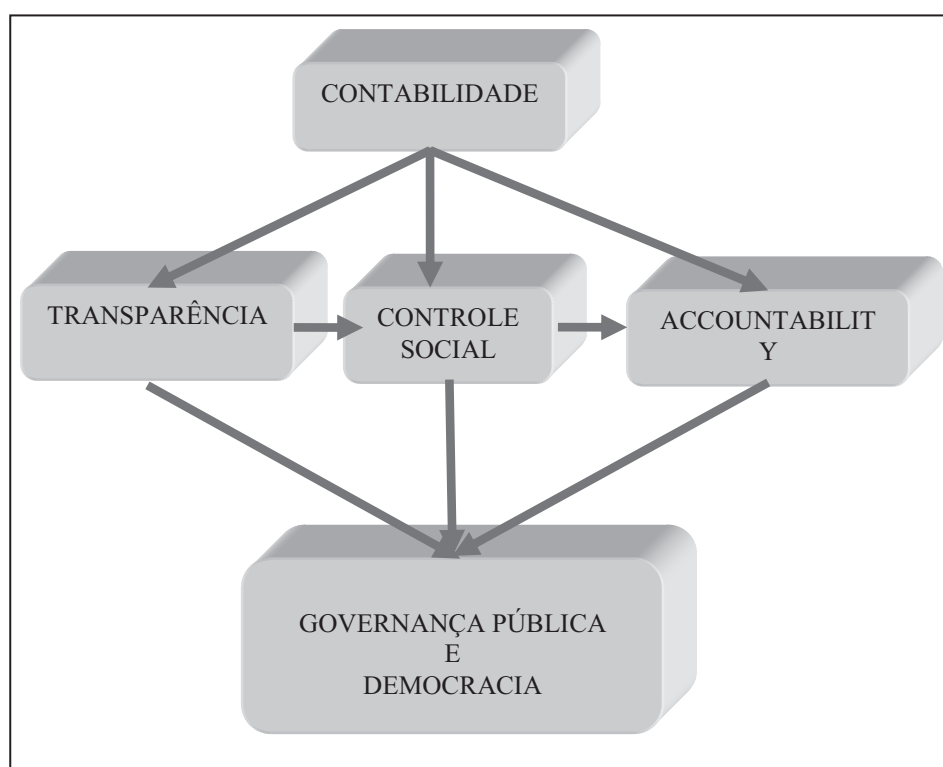 CONTABILIDADE
TRANSPARÊNCIA
CONTROLE
SOCIAL
ACCOUNTABILIT
Y
GOVERNANÇA PÚBLICA
E
DEMOCRACIA